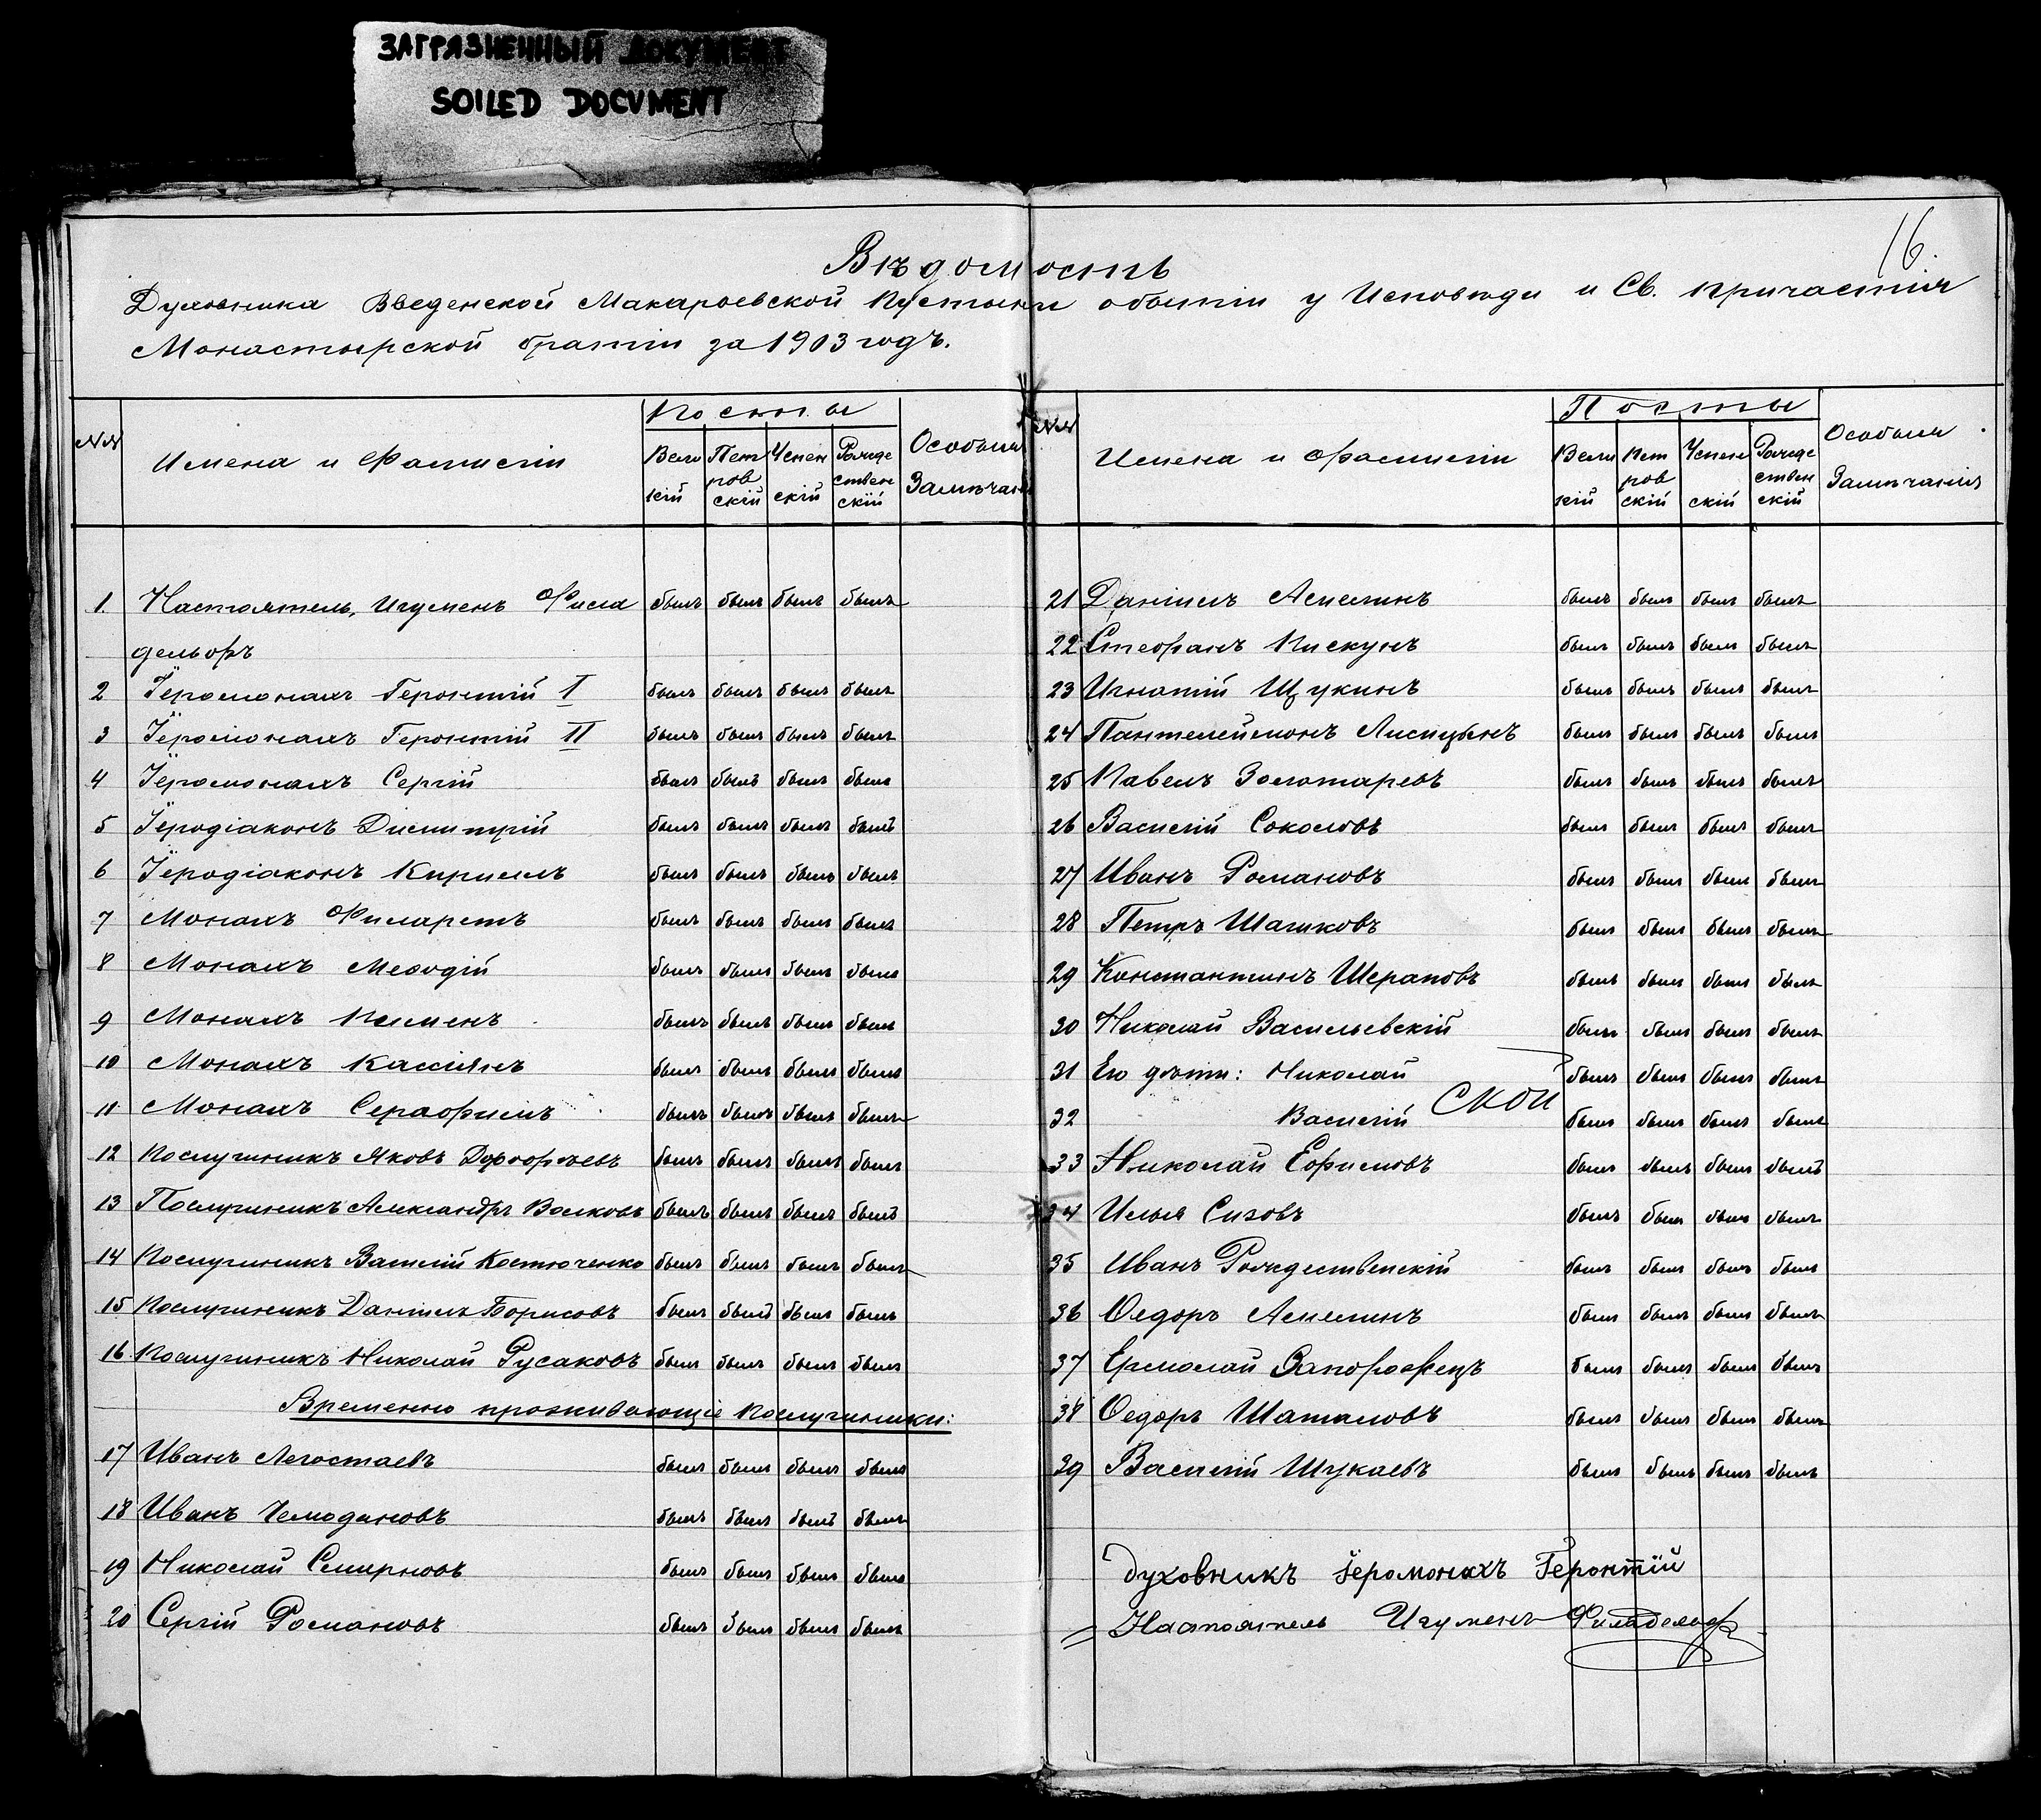 ЗАГРЯЗНЕННЫЙ ДОКУМЕНТ
SOILED DOCUMENT
16.
Вѣдомость
Духовника Введенской Макарьевской Пустыни о бытіи у Исповѣди и Св. Причастія
Монастырской братіи за 1903 годъ.
№№ Имена и Фамиліи Посты Особыя Замѣчанія
Великій Петровскій Успенскій Рождественскій
1. Настоятель, Игуменъ Фила былъ былъ былъ былъ
дельфъ
2 Іеромонахъ Геронтій I былъ былъ былъ былъ
3 Іеромонахъ Геронтій II былъ былъ былъ былъ
4 Іеромонахъ Сергій былъ былъ былъ былъ
5 Іеродіаконъ Димитрій былъ былъ былъ былъ
6 Іеродіаконъ Кириллъ былъ былъ былъ былъ
7 Монахъ Филаретъ былъ былъ былъ былъ
8 Монахъ Меѳодій былъ былъ былъ былъ
9 Монахъ Пименъ былъ былъ былъ былъ
10 Монахъ Кассіянъ былъ былъ былъ былъ
11 Монахъ Серафимъ былъ былъ былъ былъ
12 Послушникъ Яковъ былъ былъ былъ былъ
13 Послушникъ Александръ Волковъ былъ былъ былъ былъ
14 Послушникъ Василій Костюченко былъ былъ былъ былъ
15 Послушникъ Даніилъ Борисовъ былъ былъ былъ былъ
16 Послушникъ Николай Русаковъ былъ былъ былъ былъ
Временно проживающіе послушники:
17 Иванъ Легостаевъ былъ былъ былъ былъ
18 Иванъ Чемодановъ былъ былъ былъ былъ
19 Николай Смирновъ былъ былъ былъ былъ
20 Сергій Романовъ былъ былъ былъ былъ
№№ Имена и Фамиліи Посты Особыя Замѣчанія
Великій Петровскій Успенскій Рождественскій
21 Даніилъ былъ былъ былъ былъ
22 Стефанъ Пискунъ былъ былъ былъ былъ
23 Игнатій Щукинъ былъ былъ былъ былъ
24 Пантелеймонъ Лисицынъ былъ былъ былъ былъ
25 Павелъ Золотаревъ былъ былъ былъ былъ
26 Василій Соколовъ былъ былъ былъ былъ
27 Иванъ Романовъ былъ былъ былъ былъ
28 Петръ Шашковъ былъ былъ былъ былъ
29 Константинъ Шераповъ былъ былъ былъ былъ
30 Николай Васильевскій былъ былъ былъ былъ
31 Его дѣти: Николай былъ былъ былъ былъ
32 Василій ской былъ былъ былъ былъ
33 Николай Ефимовъ былъ былъ былъ былъ
34 Илья Сизовъ былъ былъ былъ былъ
35 Иванъ Рождественскій былъ былъ былъ былъ
36 Ѳедоръ былъ былъ былъ былъ
37 Ермолай Запорожецъ былъ былъ былъ былъ
38 Ѳедоръ Шаталовъ былъ былъ былъ былъ
39 Василій Шукаевъ былъ былъ былъ былъ
Духовникъ Іеромонахъ Геронтій
Настоятель Игуменъ Филадельфъ